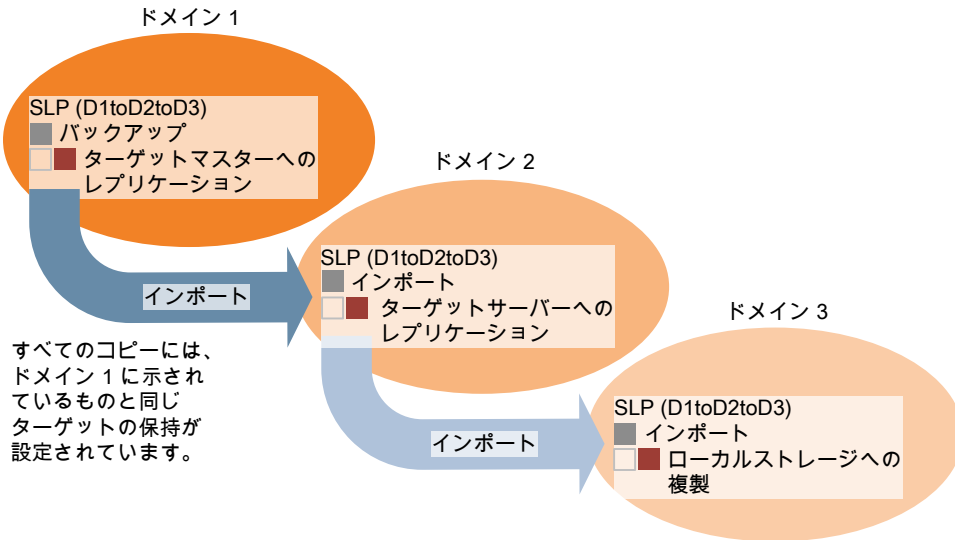 ドメイン 1
SLP (D1toD2toD3)
バックアップ
ターゲットマスターへの
レプリケーション
インポート
ドメイン 2
SLP (D1toD2toD3)
インポート
ターゲットサーバーへの
レプリケーション
インポート
ドメイン 3
SLP (D1toD2toD3)
インポート
ローカルストレージへの
複製
すべてのコピーには、
ドメイン 1 に示され
ているものと同じ
ターゲットの保持が
設定されています。